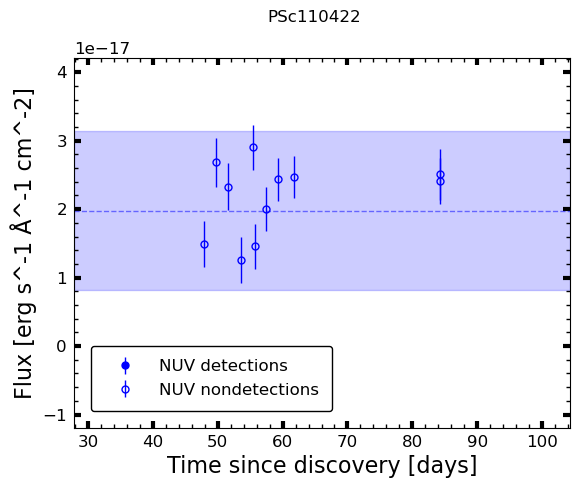 PSc110422
1e−17
4
3
2
1
0
−1
Flux [erg s^-1 Å^-1 cm^-2]
NUV detections
NUV nondetections
30 40 50 60 70 80 90 100
Time since discovery [days]